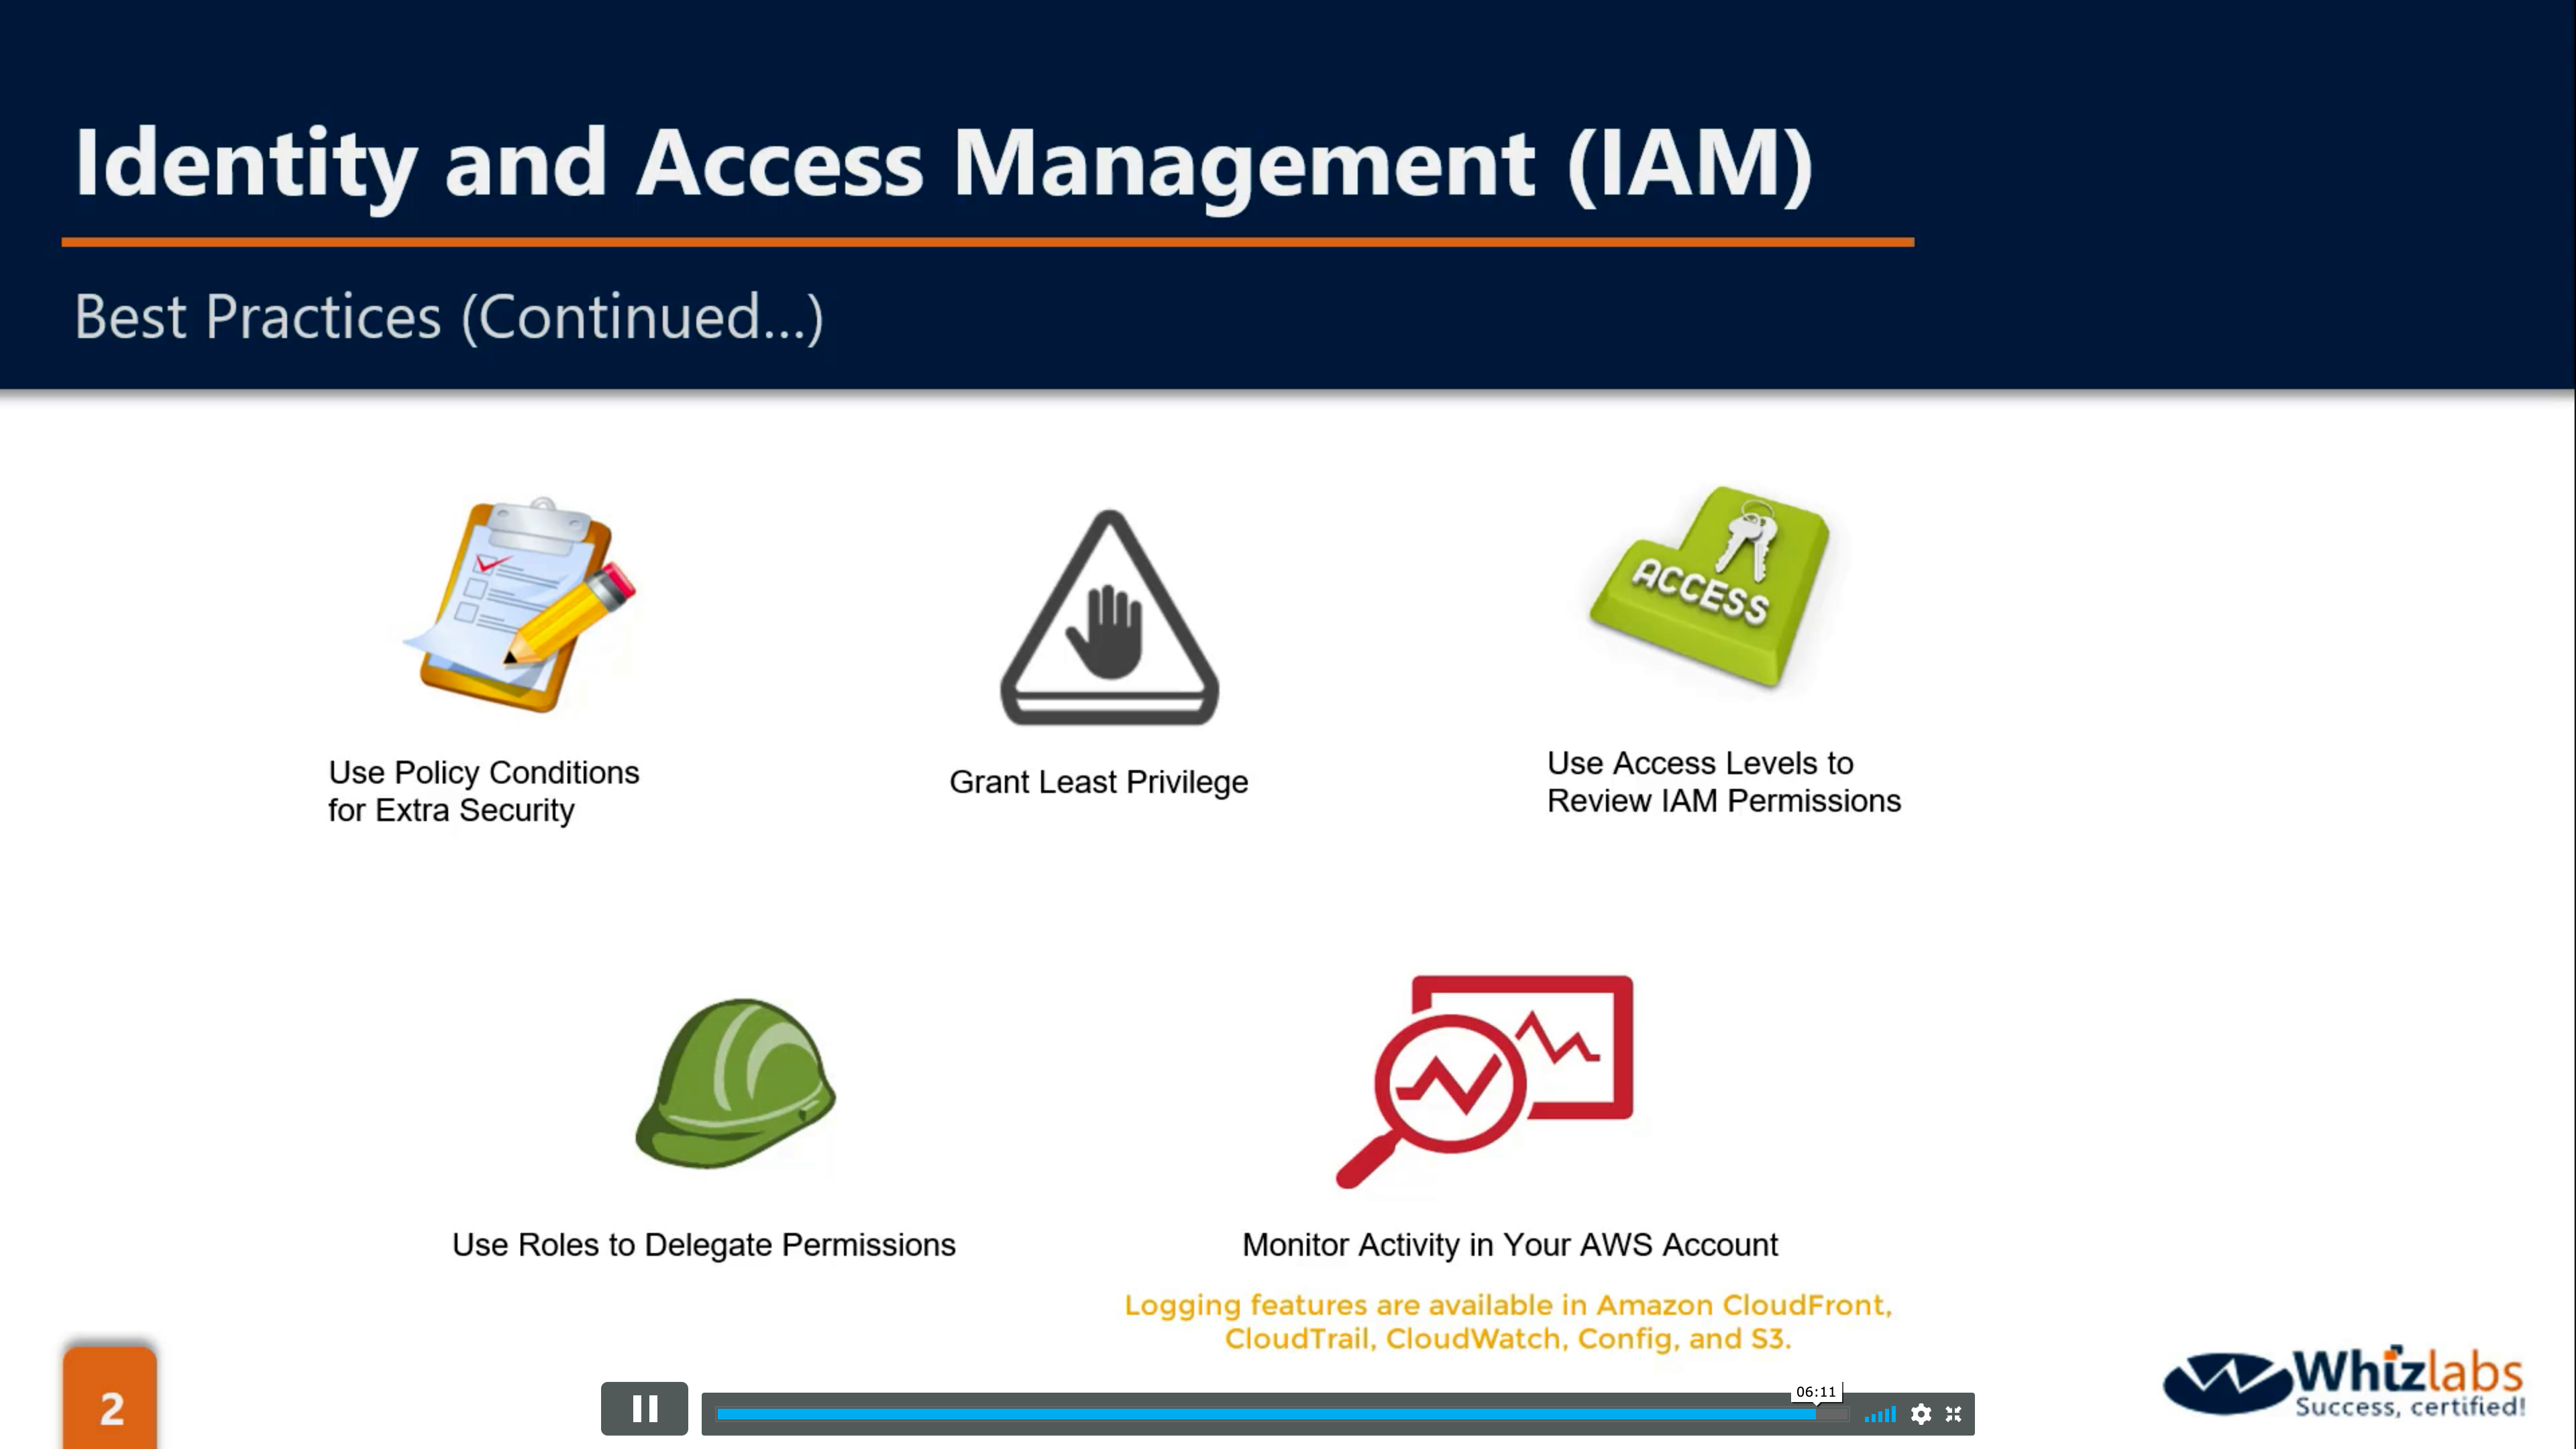 Identity and Access Management (IAM)
Best Practices (Continued...)
ACCESS
Use Policy Conditions
for Extra Security
Grant Least Privilege
Use Access Levels to
Review IAM Permissions
Use Roles to Delegate Permissions
Monitor Activity in Your AWS Account
Logging features are available in Amazon CloudFront,
CloudTrail, CloudWatch, Config, and S3.
2
06:11
Whizlabs
Success, certified!